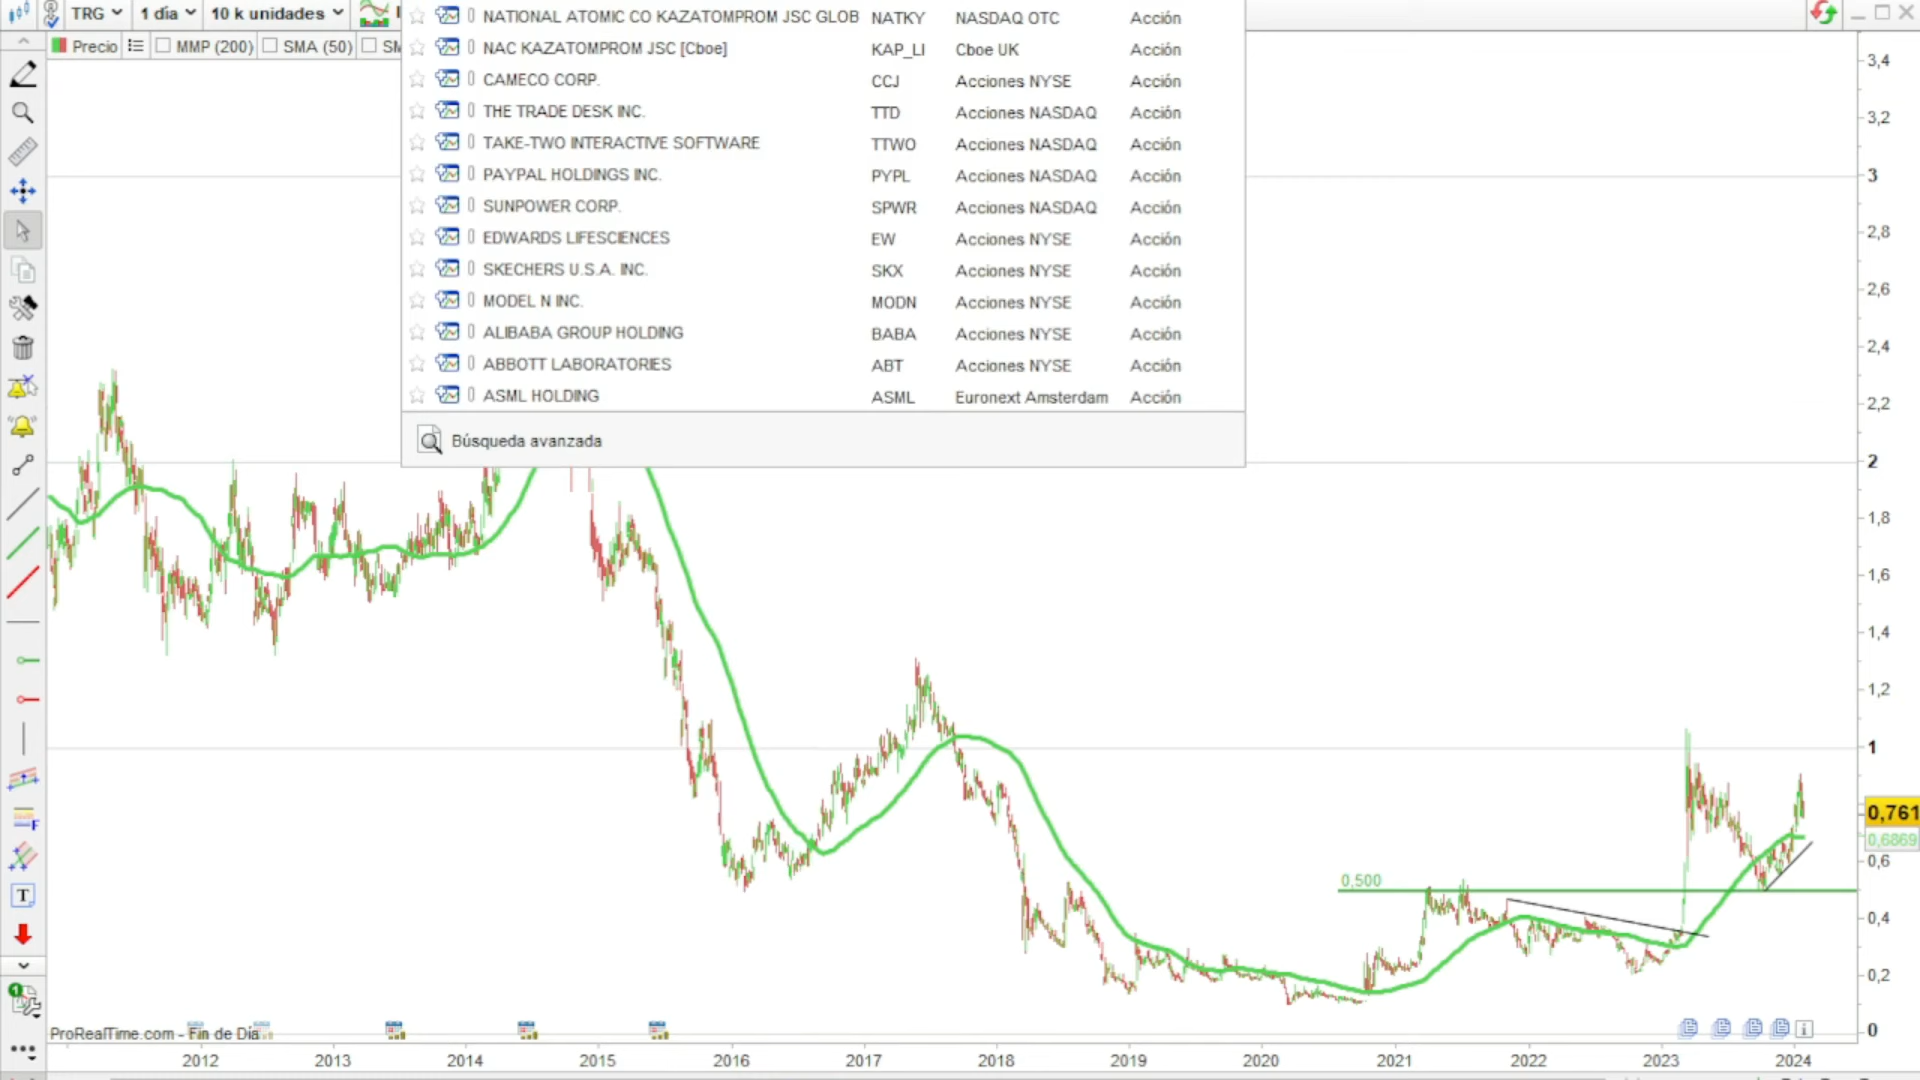 TRG 1 día 10 k unidades
Precio MMP (200) SMA (50)
NATIONAL ATOMIC CO KAZATOMPROM JSC GLOB NATKY NASDAQ OTC Acción
NAC KAZATOMPROM JSC [Cboe] KAP_LI Cboe UK Acción
CAMECO CORP. CCJ Acciones NYSE Acción
THE TRADE DESK INC. TTD Acciones NASDAQ Acción
TAKE-TWO INTERACTIVE SOFTWARE TTWO Acciones NASDAQ Acción
PAYPAL HOLDINGS INC. PYPL Acciones NASDAQ Acción
SUNPOWER CORP. SPWR Acciones NASDAQ Acción
EDWARDS LIFESCIENCES EW Acciones NYSE Acción
SKECHERS U.S.A. INC. SKX Acciones NYSE Acción
MODEL N INC. MODN Acciones NYSE Acción
ALIBABA GROUP HOLDING BABA Acciones NYSE Acción
ABBOTT LABORATORIES ABT Acciones NYSE Acción
ASML HOLDING ASML Euronext Amsterdam Acción
Búsqueda avanzada
3,4
3,2
3
2,8
2,6
2,4
2,2
2
1,8
1,6
1,4
1,2
1
0,761
0,6869
0,6
0,500
0,4
0,2
0
ProRealTime.com - Fin de Día
2012 2013 2014 2015 2016 2017 2018 2019 2020 2021 2022 2023 2024